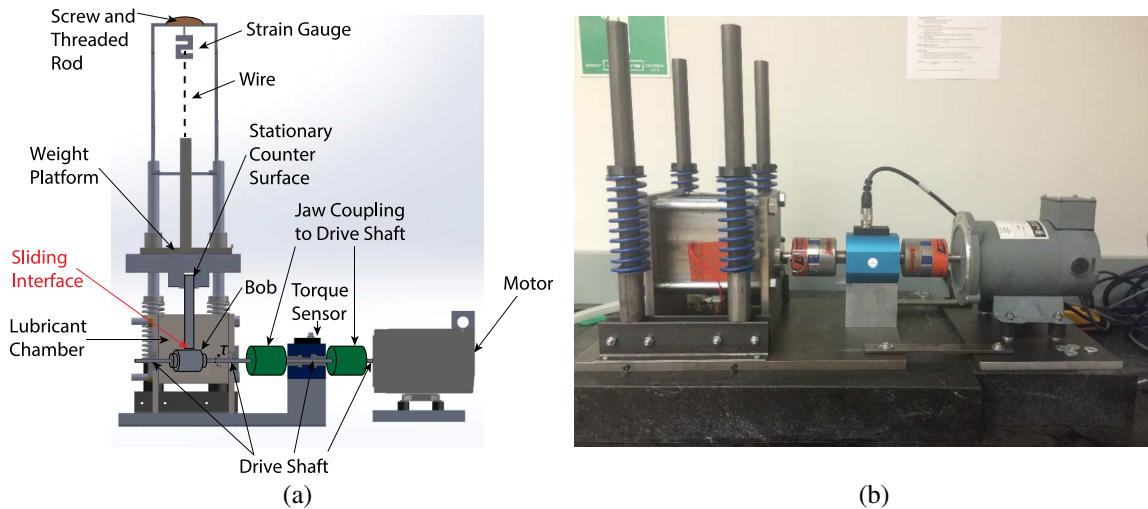 Screw and
Threaded
Rod
Strain Gauge
Wire
Stationary
Counter
Surface
Weight
Platform
Jaw Coupling
to Drive Shaft
Sliding
Interface
Bob
Torque
Sensor
Motor
Lubricant
Chamber
τ
Drive Shaft
(a)
(b)